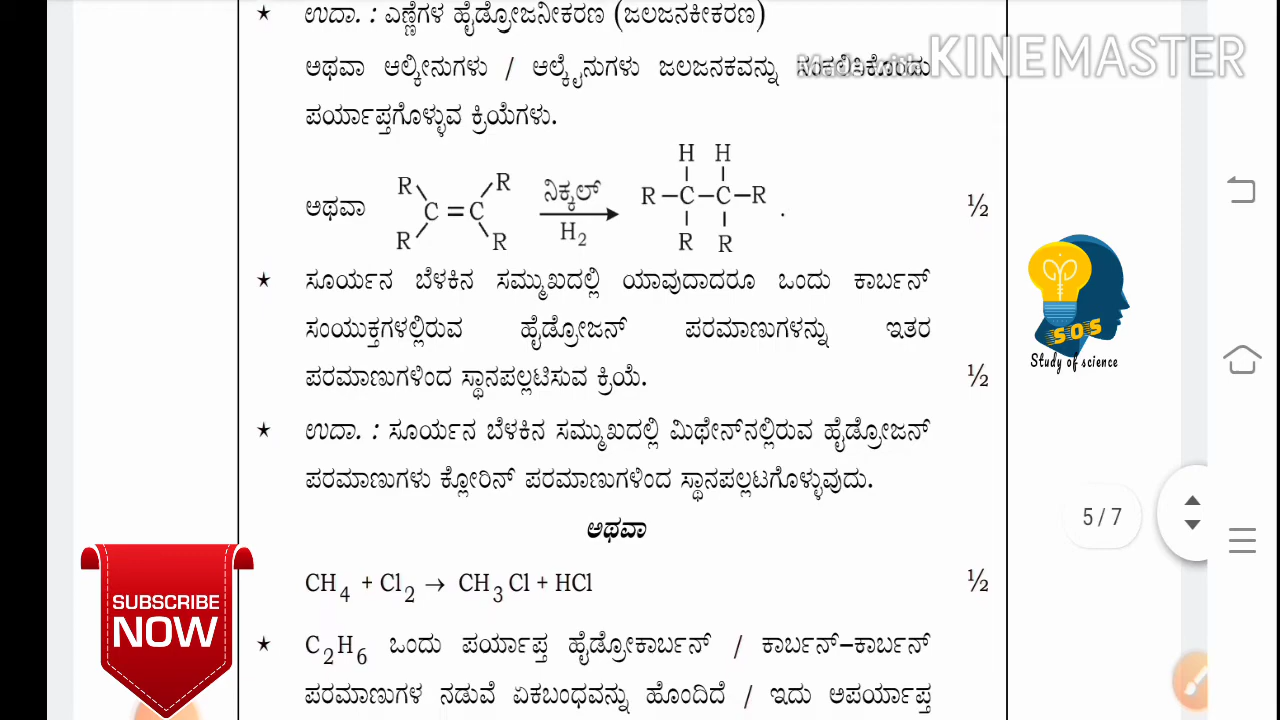 ★ ಉದಾ. : ಎಣ್ಣೆಗಳ ಹೈಡ್ರೋಜನೀಕರಣ (ಜಲಜನಕೀಕರಣ)
ಅಥವಾ ಆಲ್ಕೀನುಗಳು / ಆಲ್ಕೈನುಗಳು ಜಲಜನಕವನ್ನು ಸಂಕಲಿಸಿಕೊಂಡು
Made with KINEMASTER
ಪರ್ಯಾಪ್ತಗೊಳ್ಳುವ ಕ್ರಿಯೆಗಳು.
H H
R R ನಿಕ್ಕಲ್ R–C–C–R
ಅಥವಾ C=C → . ½
R R H₂ R R
★ ಸೂರ್ಯನ ಬೆಳಕಿನ ಸಮ್ಮುಖದಲ್ಲಿ ಯಾವುದಾದರೂ ಒಂದು ಕಾರ್ಬನ್
ಸಂಯುಕ್ತಗಳಲ್ಲಿರುವ ಹೈಡ್ರೋಜನ್ ಪರಮಾಣುಗಳನ್ನು ಇತರ
ಪರಮಾಣುಗಳಿಂದ ಸ್ಥಾನಪಲ್ಲಟಿಸುವ ಕ್ರಿಯೆ. ½
SOS
Study of science
★ ಉದಾ. : ಸೂರ್ಯನ ಬೆಳಕಿನ ಸಮ್ಮುಖದಲ್ಲಿ ಮಿಥೇನ್‌ನಲ್ಲಿರುವ ಹೈಡ್ರೋಜನ್
ಪರಮಾಣುಗಳು ಕ್ಲೋರಿನ್ ಪರಮಾಣುಗಳಿಂದ ಸ್ಥಾನಪಲ್ಲಟಗೊಳ್ಳುವುದು.
5 / 7
ಅಥವಾ
CH₄ + Cl₂ → CH₃Cl + HCl ½
SUBSCRIBE
NOW
★ C₂H₆ ಒಂದು ಪರ್ಯಾಪ್ತ ಹೈಡ್ರೋಕಾರ್ಬನ್ / ಕಾರ್ಬನ್–ಕಾರ್ಬನ್
ಪರಮಾಣುಗಳ ನಡುವೆ ಏಕಬಂಧವನ್ನು ಹೊಂದಿದೆ / ಇದು ಅಪರ್ಯಾಪ್ತ